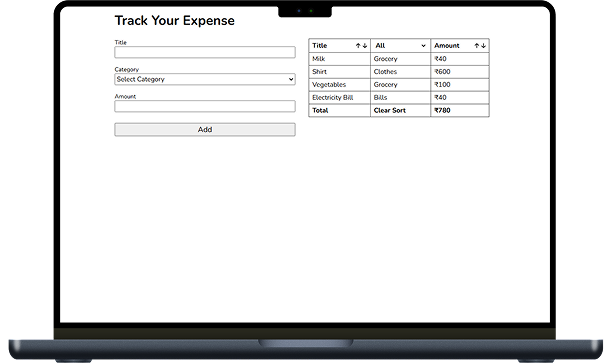 Track Your Expense
Title
Category
Select Category
Amount
Add
Title ↑↓ All Amount ↑↓
Milk Grocery ₹40
Shirt Clothes ₹600
Vegetables Grocery ₹100
Electricity Bill Bills ₹40
Total Clear Sort ₹780